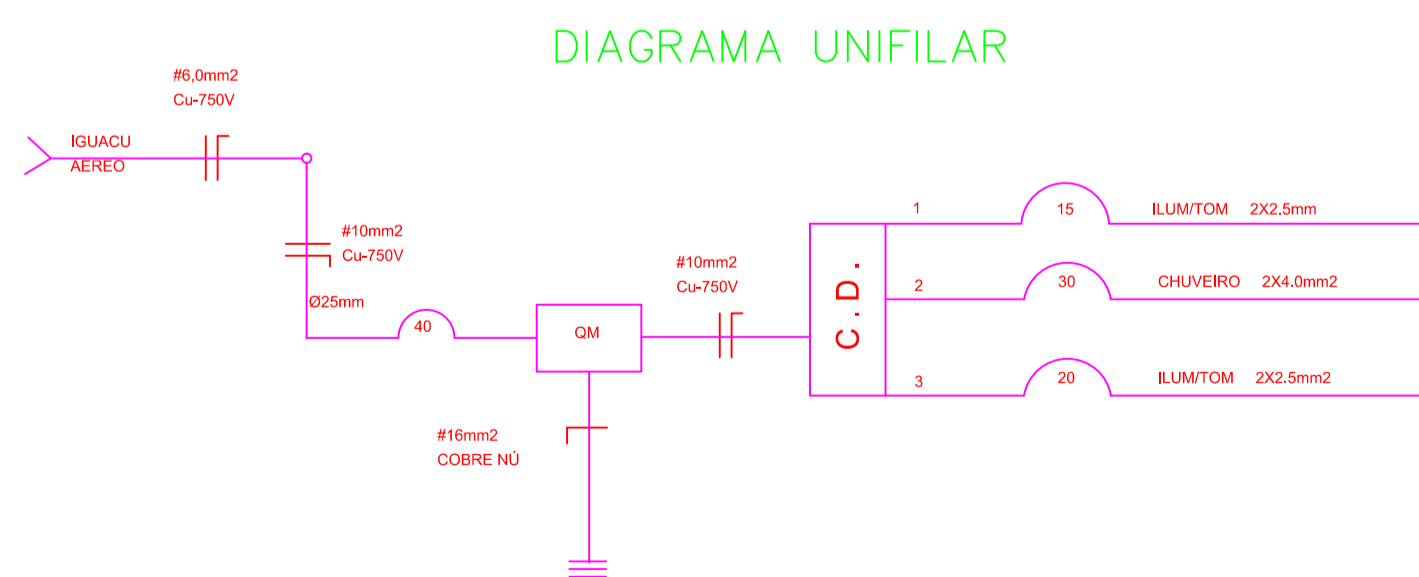 DIAGRAMA UNIFILAR
#6,0mm2
Cu-750V
IGUACU
AEREO
#10mm2
Cu-750V
Ø25mm
40
QM
#16mm2
COBRE NÚ
#10mm2
Cu-750V
C.D.
1 15 ILUM/TOM 2X2.5mm
2 30 CHUVEIRO 2X4.0mm2
3 20 ILUM/TOM 2X2.5mm2